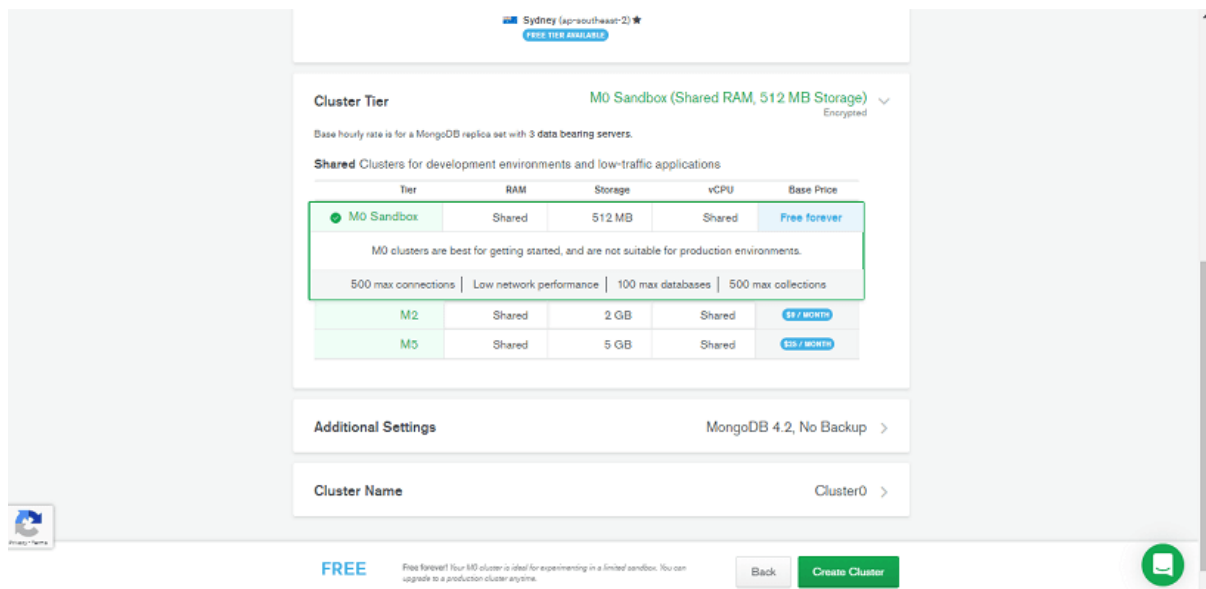 Sydney (ap-southeast-2) ★
FREE TIER AVAILABLE
Cluster Tier
M0 Sandbox (Shared RAM, 512 MB Storage)
Encrypted
Base hourly rate is for a MongoDB replica set with 3 data bearing servers.
Shared Clusters for development environments and low-traffic applications
Tier RAM Storage vCPU Base Price
M0 Sandbox Shared 512 MB Shared Free forever
M0 clusters are best for getting started, and are not suitable for production environments.
500 max connections | Low network performance | 100 max databases | 500 max collections
M2 Shared 2 GB Shared $9 / MONTH
M5 Shared 5 GB Shared $25 / MONTH
Additional Settings MongoDB 4.2, No Backup
Cluster Name Cluster0
Privacy - Terms
FREE
Free forever! Your M0 cluster is ideal for experimenting in a limited sandbox. You can
upgrade to a production cluster anytime.
Back
Create Cluster